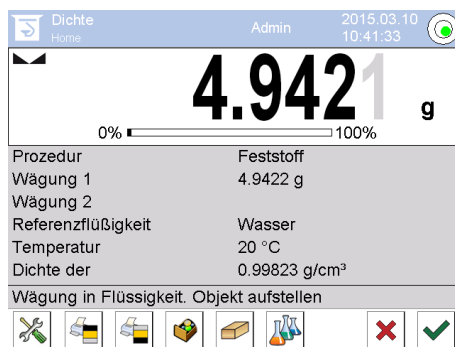 Dichte
Home
Admin
2015.03.10
10:41:33
4.9421 g
0% 100%
Prozedur Feststoff
Wägung 1 4.9422 g
Wägung 2
Referenzflüßigkeit Wasser
Temperatur 20 °C
Dichte der 0.99823 g/cm³
Wägung in Flüssigkeit. Objekt aufstellen